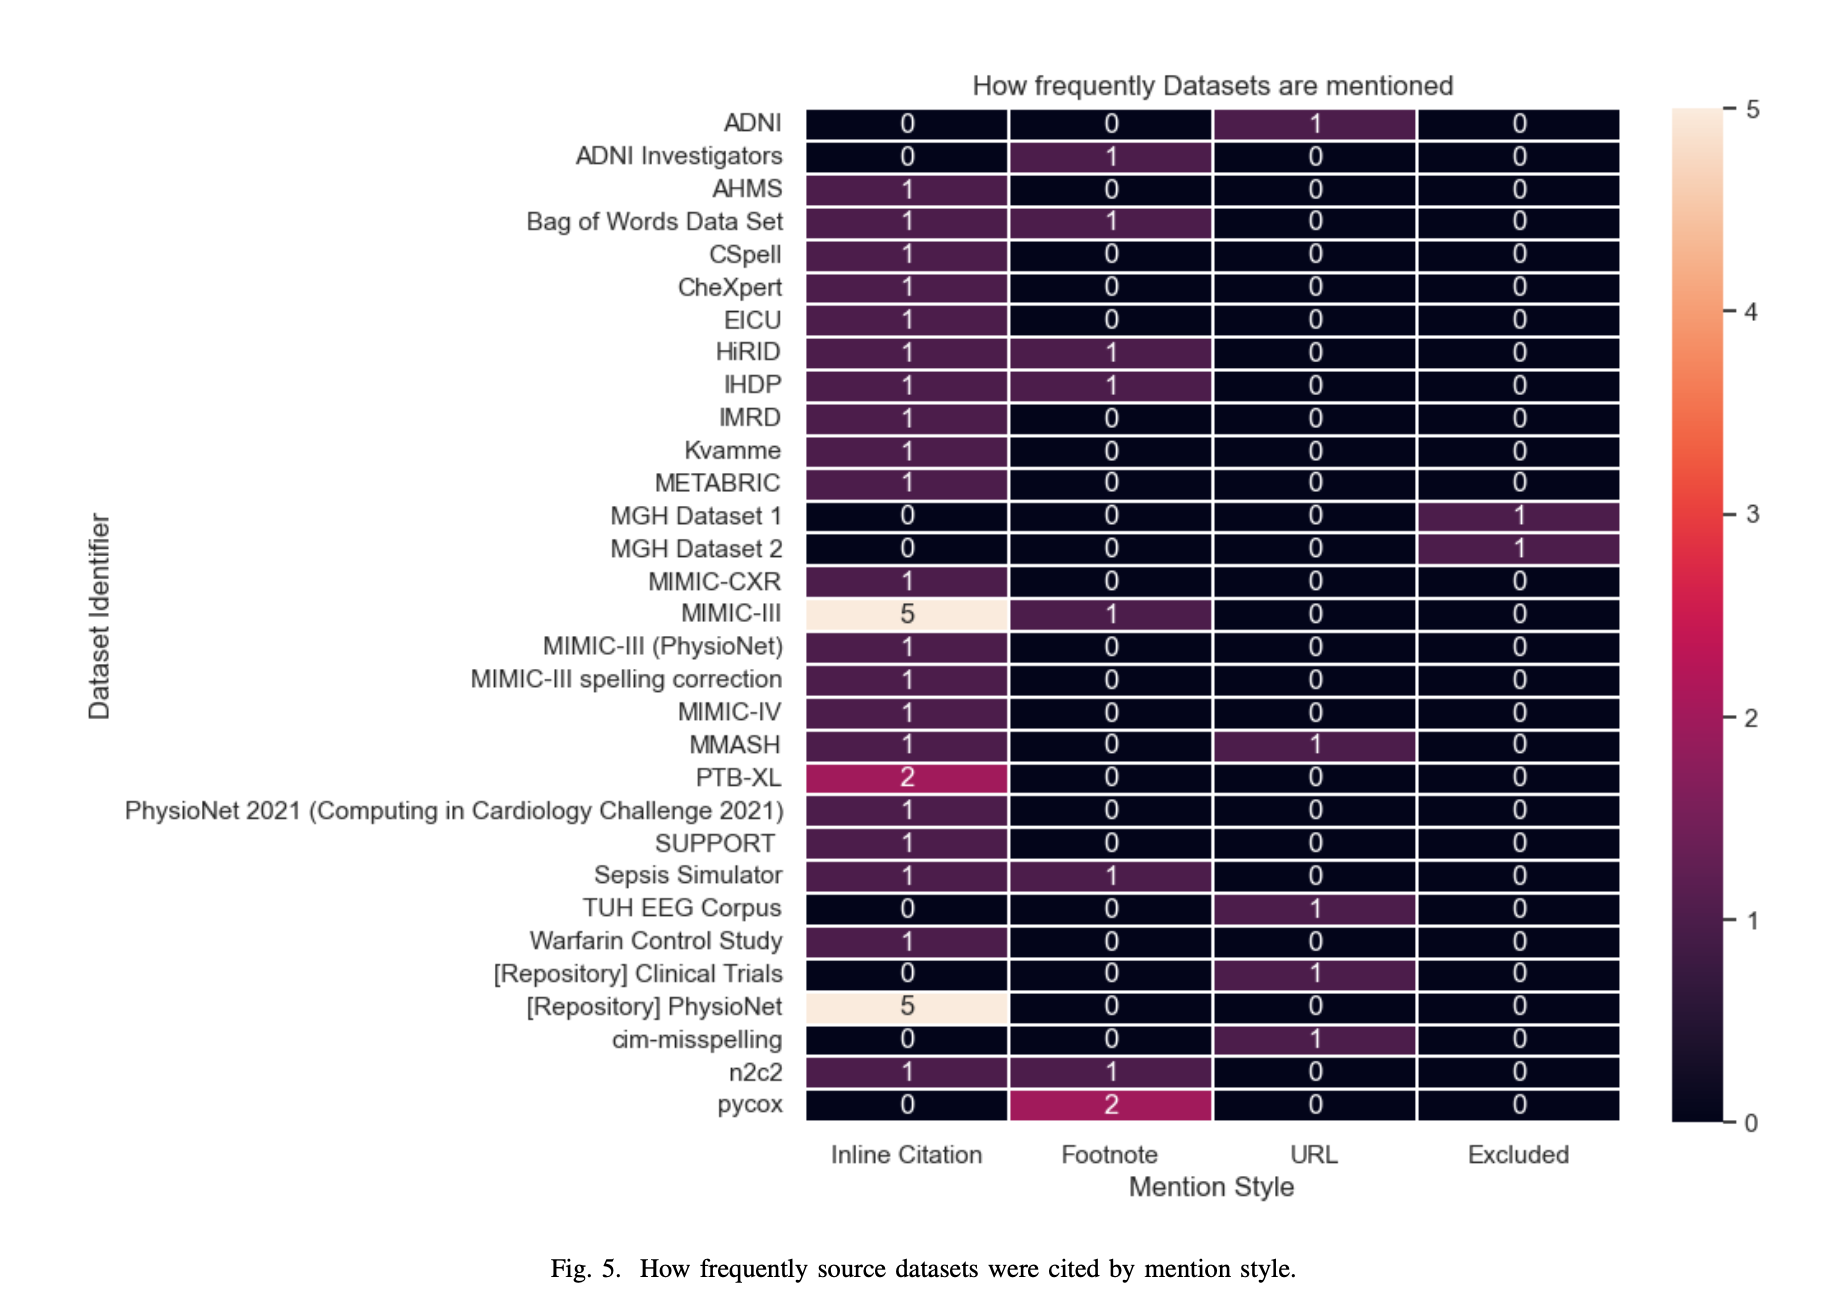 How frequently Datasets are mentioned
ADNI 0 0 1 0
ADNI Investigators 0 1 0 0
AHMS 1 0 0 0
Bag of Words Data Set 1 1 0 0
CSpell 1 0 0 0
CheXpert 1 0 0 0
EICU 1 0 0 0
HiRID 1 1 0 0
IHDP 1 1 0 0
IMRD 1 0 0 0
Kvamme 1 0 0 0
METABRIC 1 0 0 0
MGH Dataset 1 0 0 0 1
MGH Dataset 2 0 0 0 1
MIMIC-CXR 1 0 0 0
MIMIC-III 5 1 0 0
MIMIC-III (PhysioNet) 1 0 0 0
MIMIC-III spelling correction 1 0 0 0
MIMIC-IV 1 0 0 0
MMASH 1 0 1 0
PTB-XL 2 0 0 0
PhysioNet 2021 (Computing in Cardiology Challenge 2021) 1 0 0 0
SUPPORT 1 0 0 0
Sepsis Simulator 1 1 0 0
TUH EEG Corpus 0 0 1 0
Warfarin Control Study 1 0 0 0
[Repository] Clinical Trials 0 0 1 0
[Repository] PhysioNet 5 0 0 0
cim-misspelling 0 0 1 0
n2c2 1 1 0 0
pycox 0 2 0 0
Dataset Identifier
Inline Citation Footnote URL Excluded
Mention Style
5
4
3
2
1
0
Fig. 5. How frequently source datasets were cited by mention style.